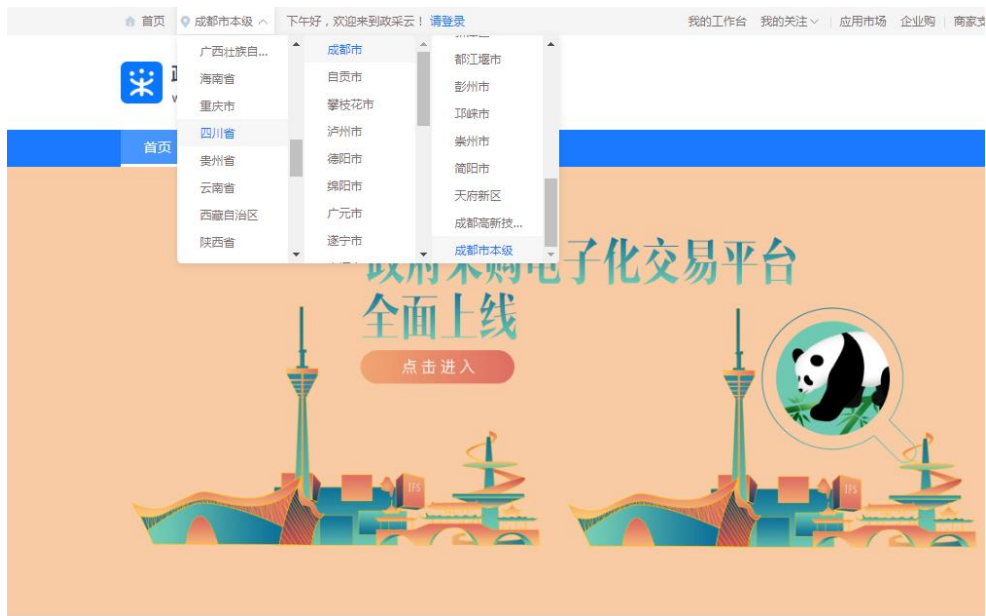 首页 成都市本级 下午好，欢迎来到政采云！请登录 我的工作台 我的关注 应用市场 企业购 商家支
广西壮族自... 成都市
都江堰市
海南省 自贡市 彭州市
重庆市 攀枝花市 邛崃市
四川省 泸州市 崇州市
首页 贵州省 德阳市 简阳市
云南省 绵阳市 天府新区
西藏自治区 广元市 成都高新技...
陕西省 遂宁市 成都市本级
政府采购电子化交易平台
全面上线
点击进入
IFS IFS